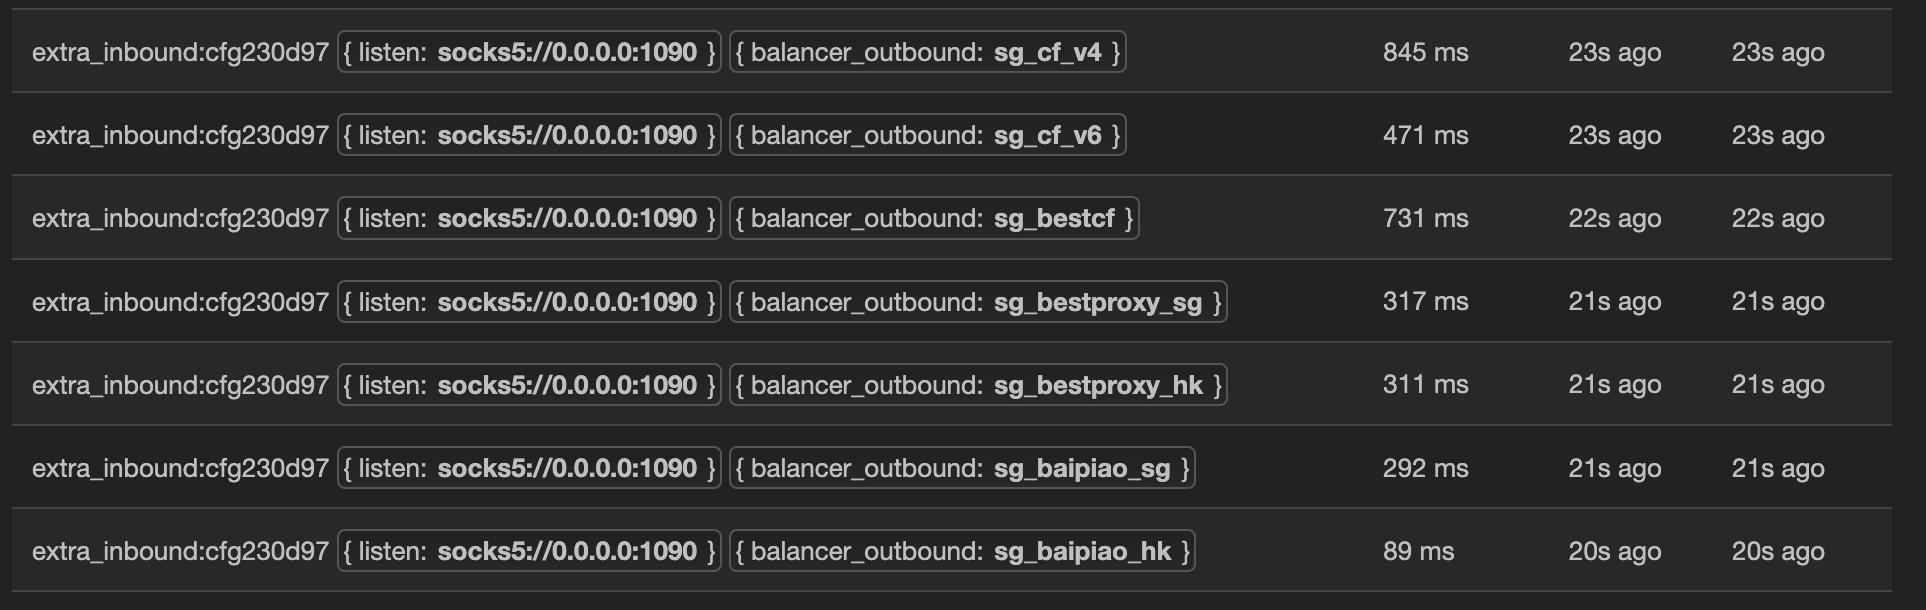 extra_inbound:cfg230d97 { listen: socks5://0.0.0.0:1090 } { balancer_outbound: sg_cf_v4 } 845 ms 23s ago 23s ago
extra_inbound:cfg230d97 { listen: socks5://0.0.0.0:1090 } { balancer_outbound: sg_cf_v6 } 471 ms 23s ago 23s ago
extra_inbound:cfg230d97 { listen: socks5://0.0.0.0:1090 } { balancer_outbound: sg_bestcf } 731 ms 22s ago 22s ago
extra_inbound:cfg230d97 { listen: socks5://0.0.0.0:1090 } { balancer_outbound: sg_bestproxy_sg } 317 ms 21s ago 21s ago
extra_inbound:cfg230d97 { listen: socks5://0.0.0.0:1090 } { balancer_outbound: sg_bestproxy_hk } 311 ms 21s ago 21s ago
extra_inbound:cfg230d97 { listen: socks5://0.0.0.0:1090 } { balancer_outbound: sg_baipiao_sg } 292 ms 21s ago 21s ago
extra_inbound:cfg230d97 { listen: socks5://0.0.0.0:1090 } { balancer_outbound: sg_baipiao_hk } 89 ms 20s ago 20s ago